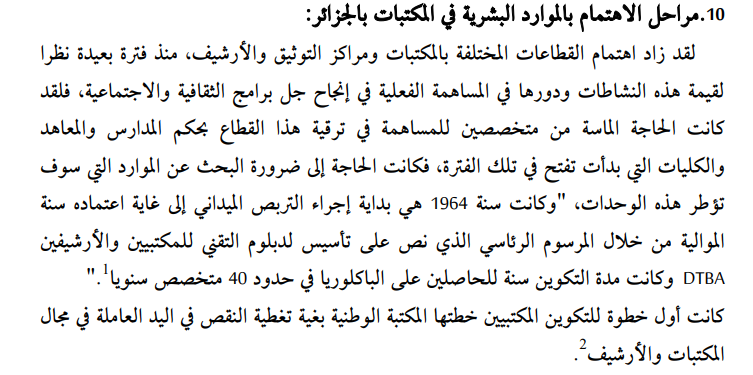 10.مراحل الاهتمام بالموارد البشرية في المكتبات بالجزائر:
لقد زاد اهتمام القطاعات المختلفة بالمكتبات ومراكز التوثيق والأرشيف، منذ فترة بعيدة نظرا
لقيمة هذه النشاطات ودورها في المساهمة الفعلية في إنجاح جل برامج الثقافية والاجتماعية، فلقد
كانت الحاجة الماسة من متخصصين للمساهمة في ترقية هذا القطاع بحكم المدارس والمعاهد
والكليات التي بدأت تفتح في تلك الفترة، فكانت الحاجة إلى ضرورة البحث عن الموارد التي سوف
تؤطر هذه الوحدات، "وكانت سنة 1964 هي بداية إجراء التربص الميداني إلى غاية اعتماده سنة
الموالية من خلال المرسوم الرئاسي الذي نص على تأسيس لدبلوم التقني للمكتبيين والأرشيفين
DTBA وكانت مدة التكوين سنة للحاصلين على الباكلوريا في حدود 40 متخصص سنويا1."
كانت أول خطوة للتكوين المكتبيين خطتها المكتبة الوطنية بغية تغطية النقص في اليد العاملة في مجال
المكتبات والأرشيف2.